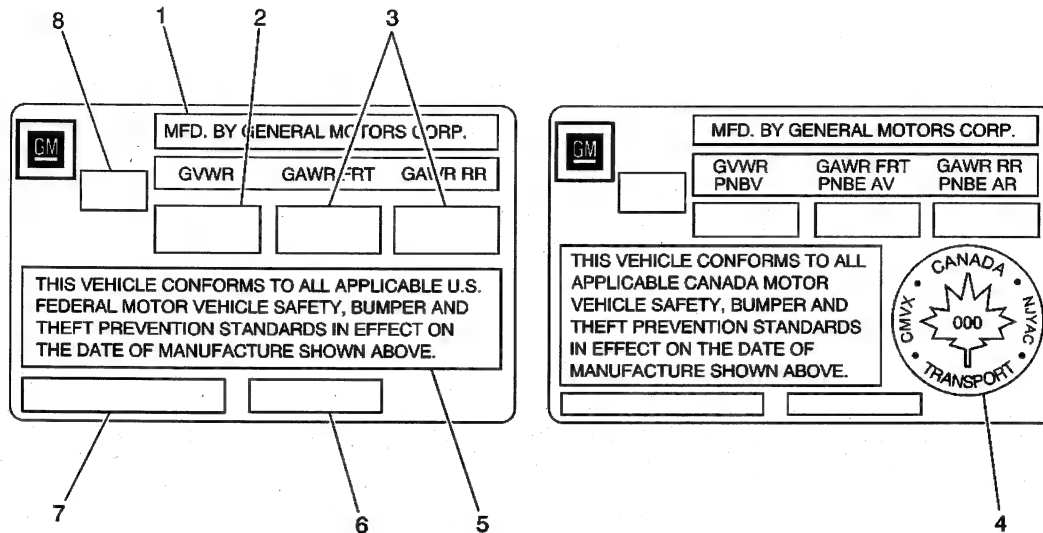 8 1 2 3
GM
MFD. BY GENERAL MOTORS CORP.
GVWR GAWR FRT GAWR RR
THIS VEHICLE CONFORMS TO ALL APPLICABLE U.S.
FEDERAL MOTOR VEHICLE SAFETY, BUMPER AND
THEFT PREVENTION STANDARDS IN EFFECT ON
THE DATE OF MANUFACTURE SHOWN ABOVE.
7 6 5
GM
MFD. BY GENERAL MOTORS CORP.
GVWR GAWR FRT GAWR RR
PNBV PNBE AV PNBE AR
THIS VEHICLE CONFORMS TO ALL
APPLICABLE CANADA MOTOR
VEHICLE SAFETY, BUMPER AND
THEFT PREVENTION STANDARDS
IN EFFECT ON THE DATE OF
MANUFACTURE SHOWN ABOVE.
CANADA • NJYAC • TRANSPORT • CMVX •
000
4